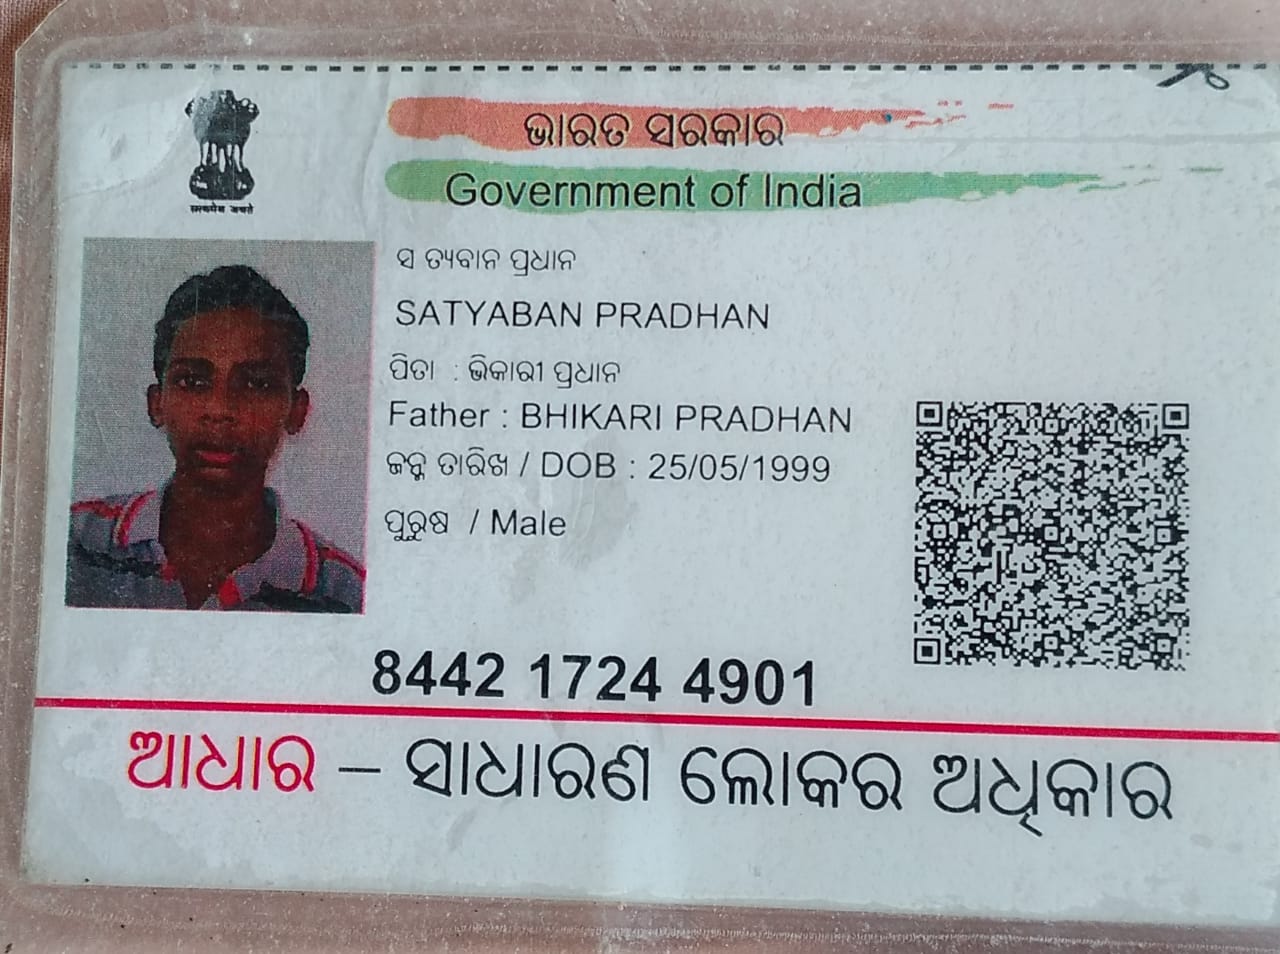 ଭାରତ ସରକାର
Government of India
सत्यमेव जयते
ସ ତ୍ୟବାନ ପ୍ରଧାନ
SATYABAN PRADHAN
ପିତା : ଭିକାରୀ ପ୍ରଧାନ
Father : BHIKARI PRADHAN
ଜନ୍ମ ତାରିଖ / DOB : 25/05/1999
ପୁରୁଷ / Male
8442 1724 4901
ଆଧାର – ସାଧାରଣ ଲୋକର ଅଧିକାର